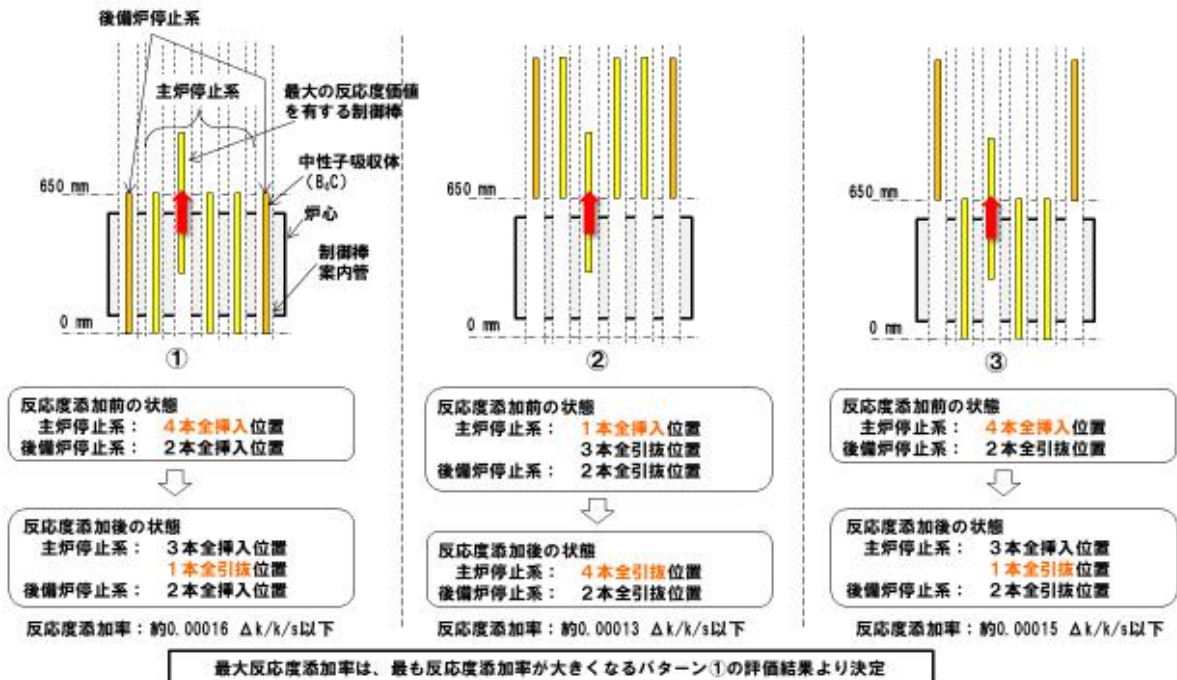 後備炉停止系
主炉停止系
最大の反応度価値
を有する制御棒
中性子吸収体
(B₄C)
650 mm
炉心
制御棒
案内管
0 mm
①
反応度添加前の状態
主炉停止系： 4本全挿入位置
後備炉停止系： 2本全挿入位置
反応度添加後の状態
主炉停止系： 3本全挿入位置
1本全引抜位置
後備炉停止系： 2本全挿入位置
反応度添加率：約0.00016 Δk/k/s以下
650 mm
0 mm
②
反応度添加前の状態
主炉停止系： 1本全挿入位置
3本全引抜位置
後備炉停止系： 2本全引抜位置
反応度添加後の状態
主炉停止系： 4本全引抜位置
後備炉停止系： 2本全引抜位置
反応度添加率：約0.00013 Δk/k/s以下
650 mm
0 mm
③
反応度添加前の状態
主炉停止系： 4本全挿入位置
後備炉停止系： 2本全引抜位置
反応度添加後の状態
主炉停止系： 3本全挿入位置
1本全引抜位置
後備炉停止系： 2本全引抜位置
反応度添加率：約0.00015 Δk/k/s以下
最大反応度添加率は、最も反応度添加率が大きくなるパターン①の評価結果より決定